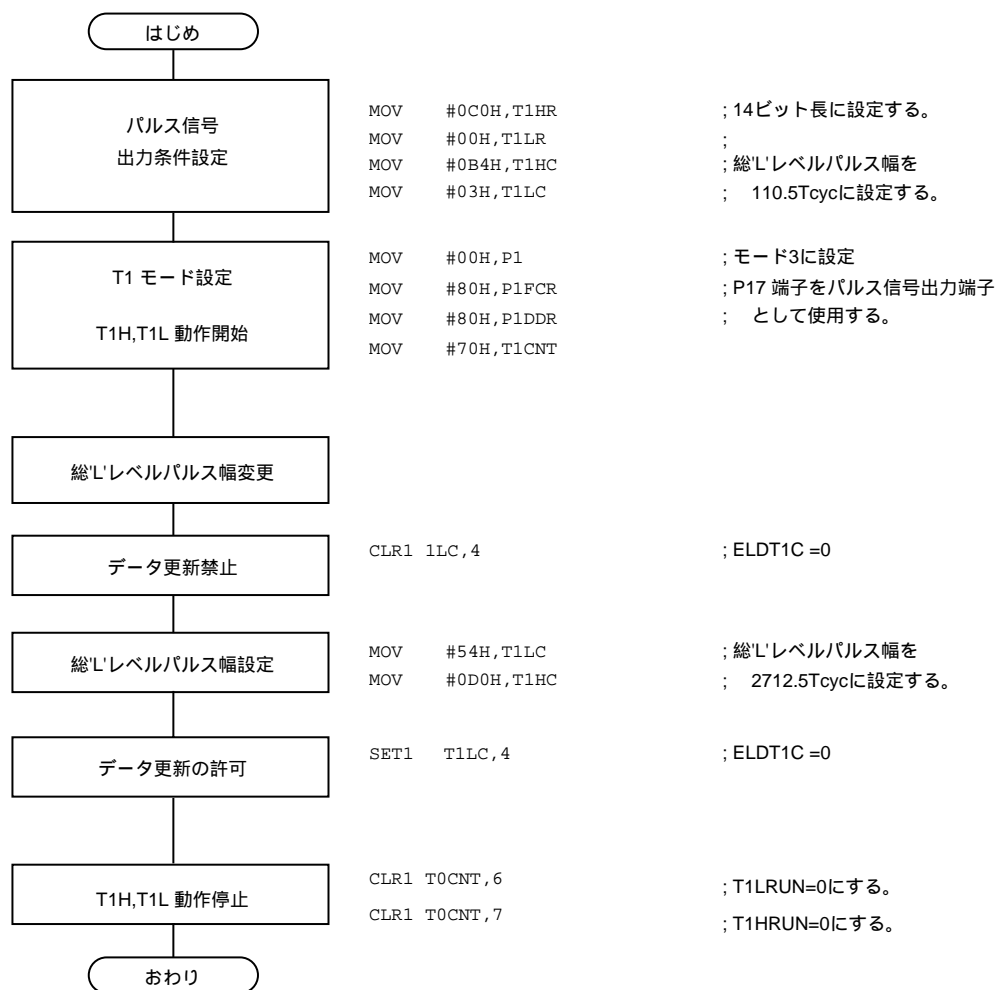 はじめ
パルス信号
出力条件設定
MOV #0C0H,T1HR ; 14ビット長に設定する。
MOV #00H,T1LR ;
MOV #0B4H,T1HC ; 総'L'レベルパルス幅を
MOV #03H,T1LC ; 110.5Tcycに設定する。
T1 モード設定
T1H,T1L 動作開始
MOV #00H,P1 ; モード3に設定
MOV #80H,P1FCR ; P17 端子をパルス信号出力端子
MOV #80H,P1DDR ; として使用する。
MOV #70H,T1CNT
総'L'レベルパルス幅変更
データ更新禁止
CLR1 1LC,4 ; ELDT1C =0
総'L'レベルパルス幅設定
MOV #54H,T1LC ; 総'L'レベルパルス幅を
MOV #0D0H,T1HC ; 2712.5Tcycに設定する。
データ更新の許可
SET1 T1LC,4 ; ELDT1C =0
T1H,T1L 動作停止
CLR1 T0CNT,6 ; T1LRUN=0にする。
CLR1 T0CNT,7 ; T1HRUN=0にする。
おわり